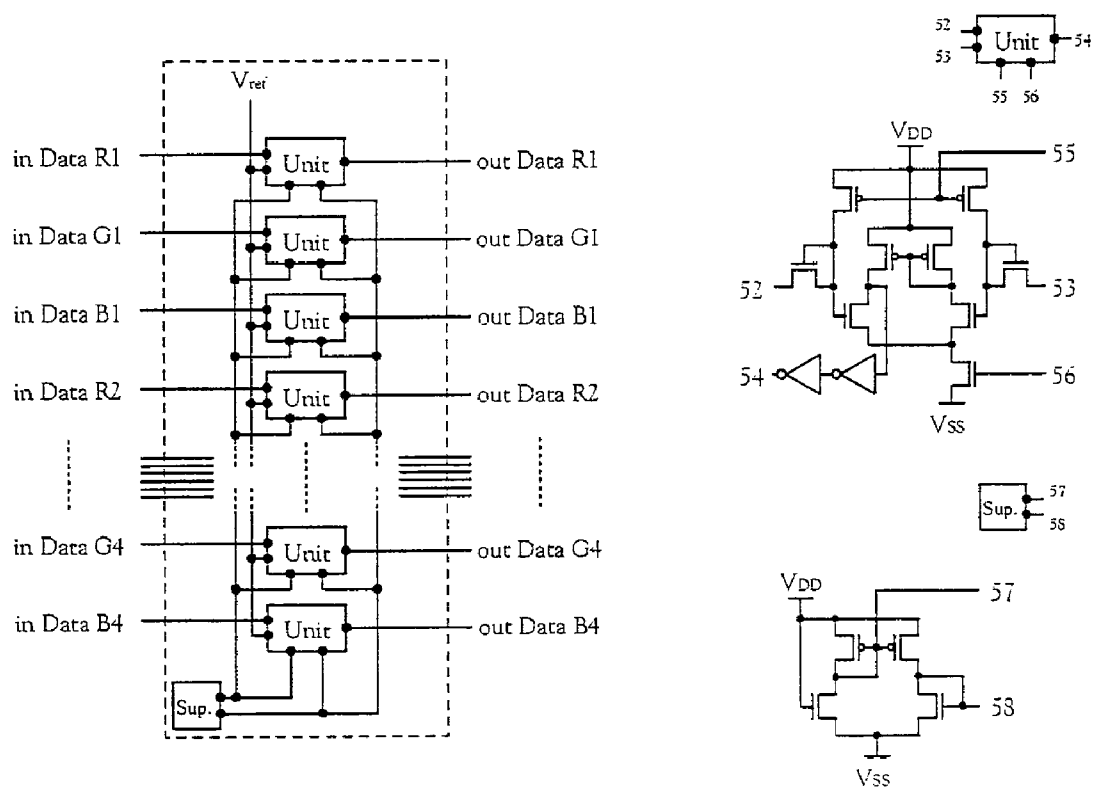 Vref
in Data R1
Unit
out Data R1
in Data G1
Unit
out Data G1
in Data B1
Unit
out Data B1
in Data R2
Unit
out Data R2
in Data G4
Unit
out Data G4
in Data B4
Unit
out Data B4
Sup.
52
53
Unit
54
55
56
VDD
55
52
53
54
56
VSS
Sup.
57
58
VDD
57
58
VSS